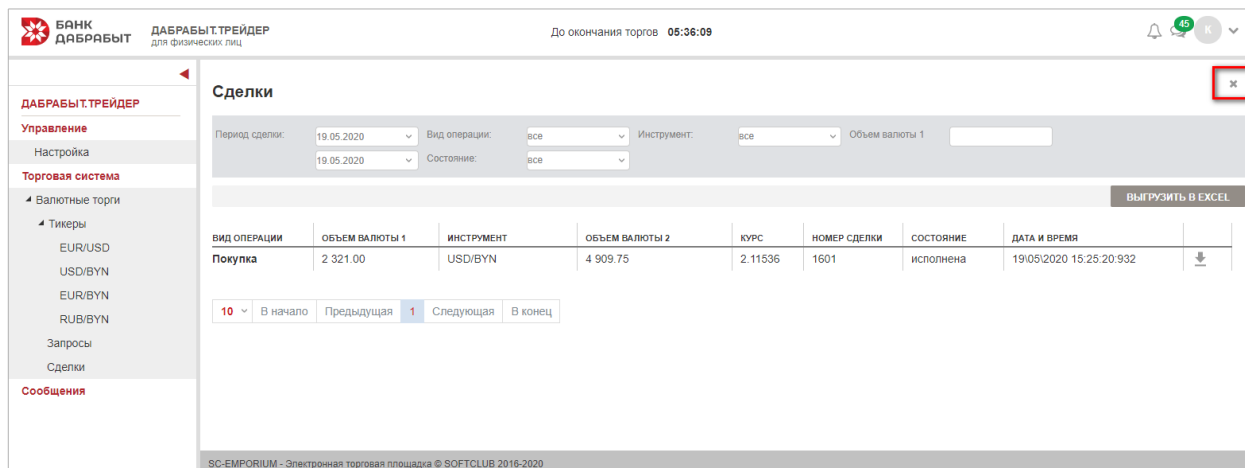 БАНК ДАБРАБЫТ
ДАБРАБЫТ.ТРЕЙДЕР
для физических лиц
До окончания торгов 05:36:09
45
К
ДАБРАБЫТ.ТРЕЙДЕР
Управление
Настройка
Торговая система
Валютные торги
Тикеры
EUR/USD
USD/BYN
EUR/BYN
RUB/BYN
Запросы
Сделки
Сообщения
Сделки
Период сделки: 19.05.2020 Вид операции: все Инструмент: все Объем валюты 1
19.05.2020 Состояние: все
ВЫГРУЗИТЬ В EXCEL
ВИД ОПЕРАЦИИ ОБЪЕМ ВАЛЮТЫ 1 ИНСТРУМЕНТ ОБЪЕМ ВАЛЮТЫ 2 КУРС НОМЕР СДЕЛКИ СОСТОЯНИЕ ДАТА И ВРЕМЯ
Покупка 2 321.00 USD/BYN 4 909.75 2.11536 1601 исполнена 19\05\2020 15:25:20:932
10 В начало Предыдущая 1 Следующая В конец
SC-EMPORIUM - Электронная торговая площадка © SOFTCLUB 2016-2020